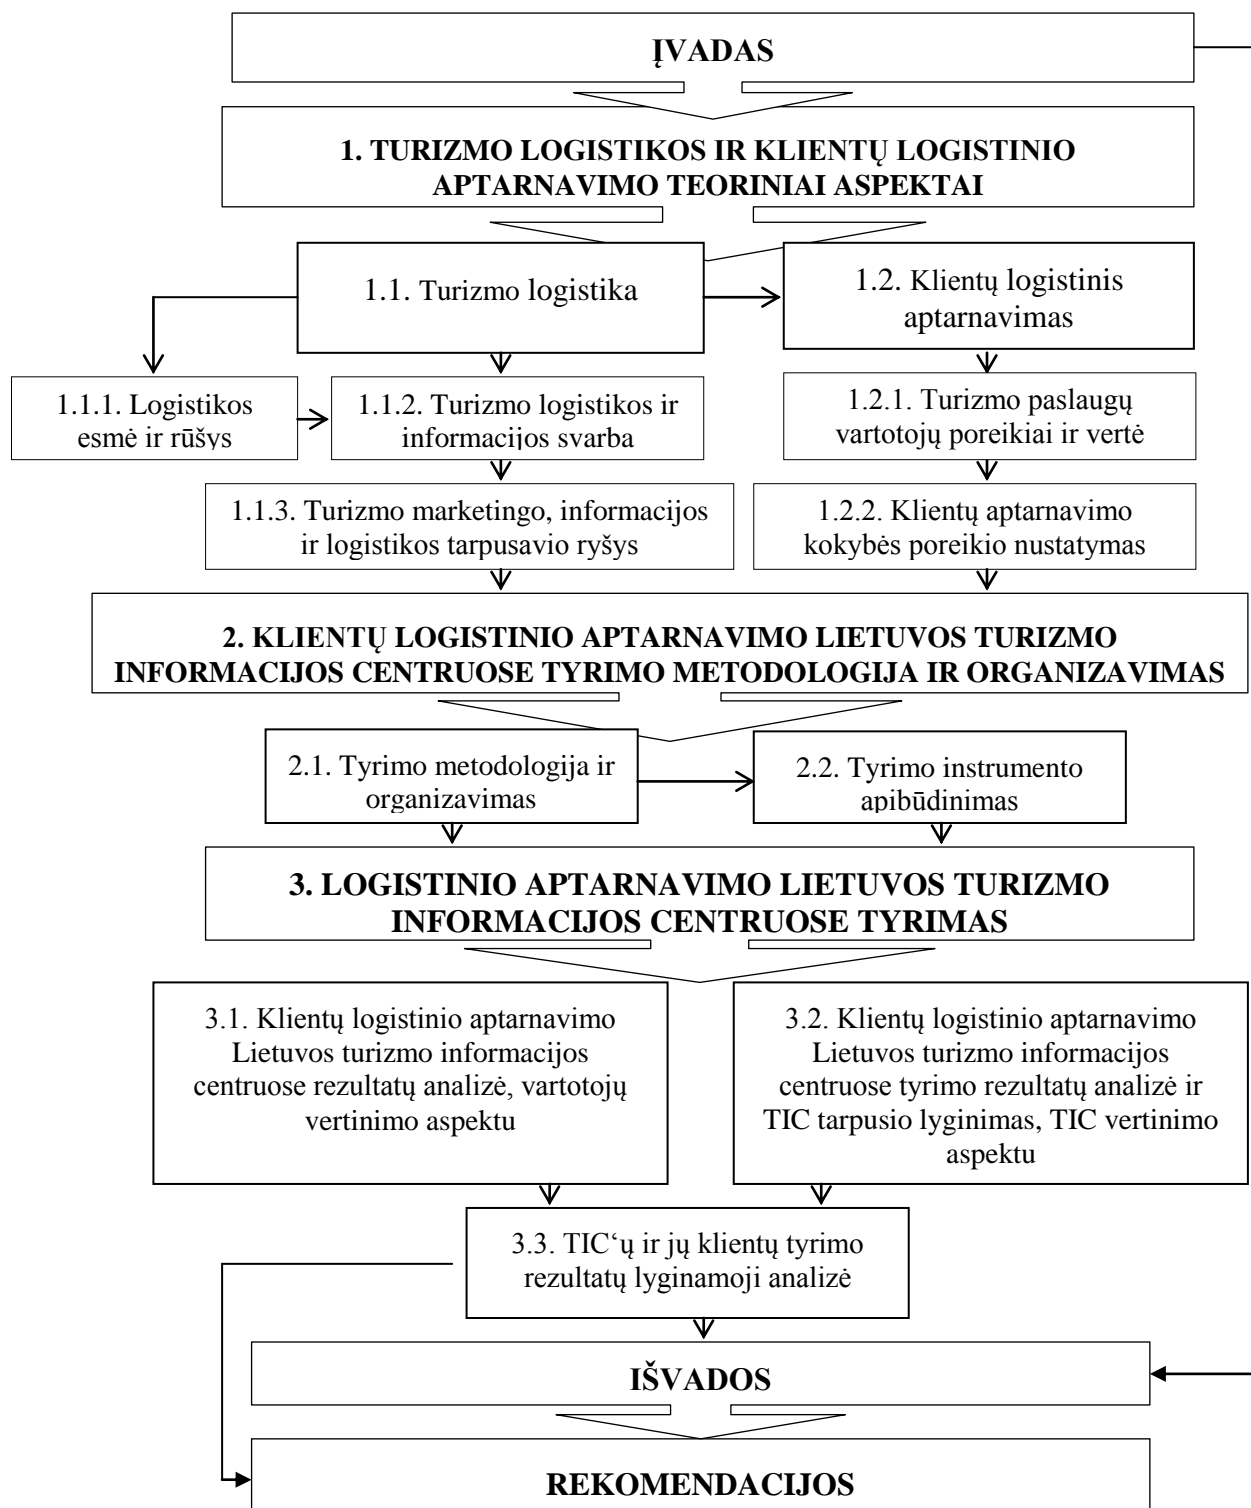 ĮVADAS
1. TURIZMO LOGISTIKOS IR KLIENTŲ LOGISTINIO
APTARNAVIMO TEORINIAI ASPEKTAI
1.1. Turizmo logistika
1.2. Klientų logistinis
aptarnavimas
1.1.1. Logistikos
esmė ir rūšys
1.1.2. Turizmo logistikos ir
informacijos svarba
1.2.1. Turizmo paslaugų
vartotojų poreikiai ir vertė
1.1.3. Turizmo marketingo, informacijos
ir logistikos tarpusavio ryšys
1.2.2. Klientų aptarnavimo
kokybės poreikio nustatymas
2. KLIENTŲ LOGISTINIO APTARNAVIMO LIETUVOS TURIZMO
INFORMACIJOS CENTRUOSE TYRIMO METODOLOGIJA IR ORGANIZAVIMAS
2.1. Tyrimo metodologija ir
organizavimas
2.2. Tyrimo instrumento
apibūdinimas
3. LOGISTINIO APTARNAVIMO LIETUVOS TURIZMO
INFORMACIJOS CENTRUOSE TYRIMAS
3.1. Klientų logistinio aptarnavimo
Lietuvos turizmo informacijos
centruose rezultatų analizė, vartotojų
vertinimo aspektu
3.2. Klientų logistinio aptarnavimo
Lietuvos turizmo informacijos
centruose tyrimo rezultatų analizė ir
TIC tarpusio lyginimas, TIC vertinimo
aspektu
3.3. TIC‘ų ir jų klientų tyrimo
rezultatų lyginamoji analizė
IŠVADOS
REKOMENDACIJOS